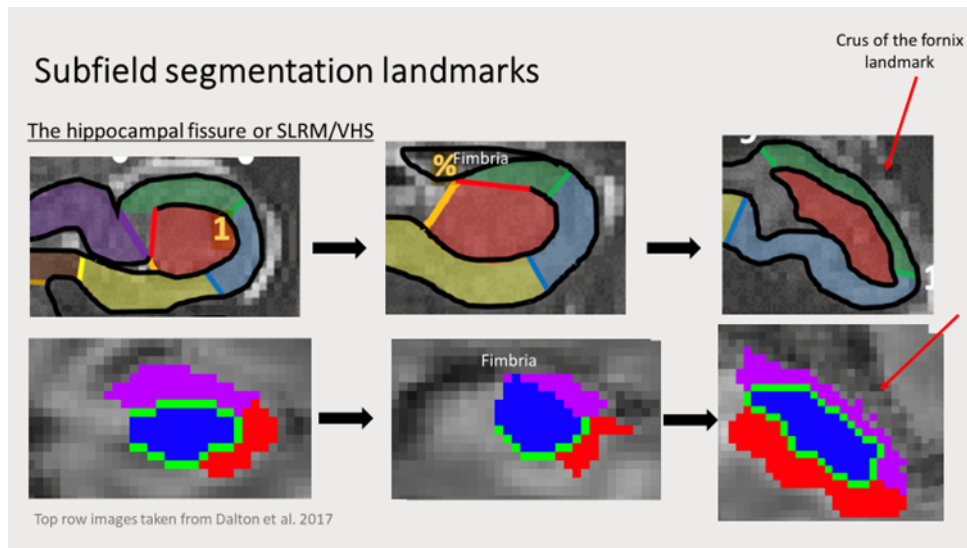 Crus of the fornix
landmark
Subfield segmentation landmarks
The hippocampal fissure or SLRM/VHS
% Fimbria
1
Fimbria
Top row images taken from Dalton et al. 2017